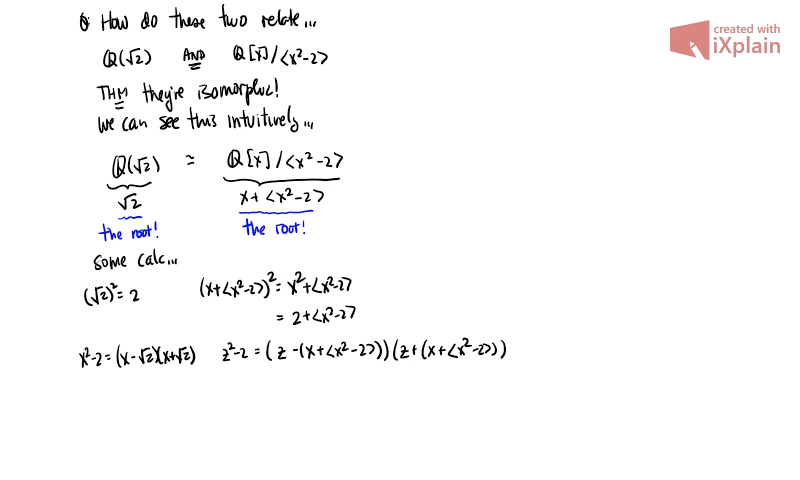 created with
iXplain
Q How do these two relate...
ℚ(√2) AND ℚ[x]/<x²-2>
THM they're isomorphic!
We can see this intuitively...
ℚ(√2) ≃ ℚ[x]/<x²-2>
√2 x+<x²-2>
the root! the root!
some calc...
(√2)²=2 (x+<x²-2>)² = x²+<x²-2>
= 2+<x²-2>
x²-2=(x-√2)(x+√2) z²-2=(z-(x+<x²-2>))(z+(x+<x²-2>))